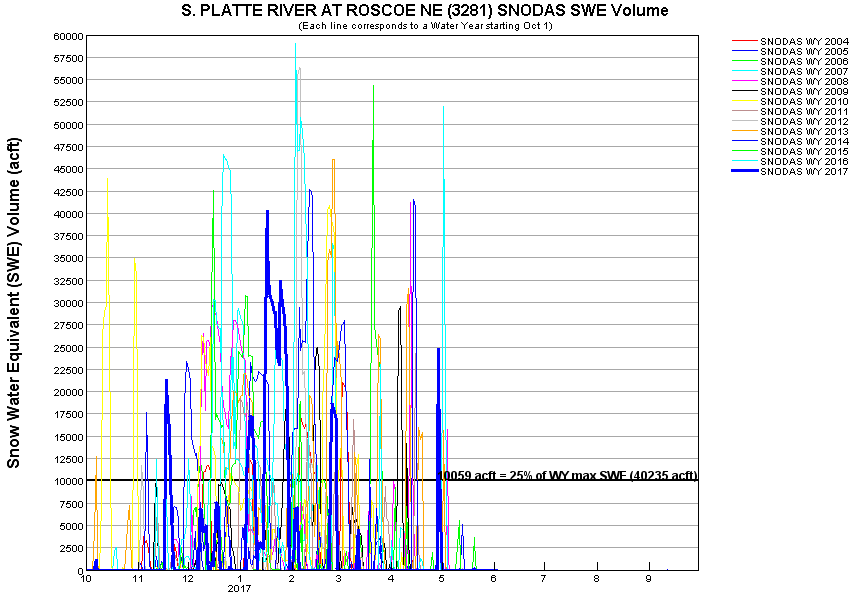 S. PLATTE RIVER AT ROSCOE NE (3281) SNODAS SWE Volume
(Each line corresponds to a Water Year starting Oct 1)
Snow Water Equivalent (SWE) Volume (acft)
60000
57500
55000
52500
50000
47500
45000
42500
40000
37500
35000
32500
30000
27500
25000
22500
20000
17500
15000
12500
10000
7500
5000
2500
0
0059 acft = 25% of WY max SWE (40235 acft)
10 11 12 1 2 3 4 5 6 7 8 9
2017
SNODAS WY 2004
SNODAS WY 2005
SNODAS WY 2006
SNODAS WY 2007
SNODAS WY 2008
SNODAS WY 2009
SNODAS WY 2010
SNODAS WY 2011
SNODAS WY 2012
SNODAS WY 2013
SNODAS WY 2014
SNODAS WY 2015
SNODAS WY 2016
SNODAS WY 2017